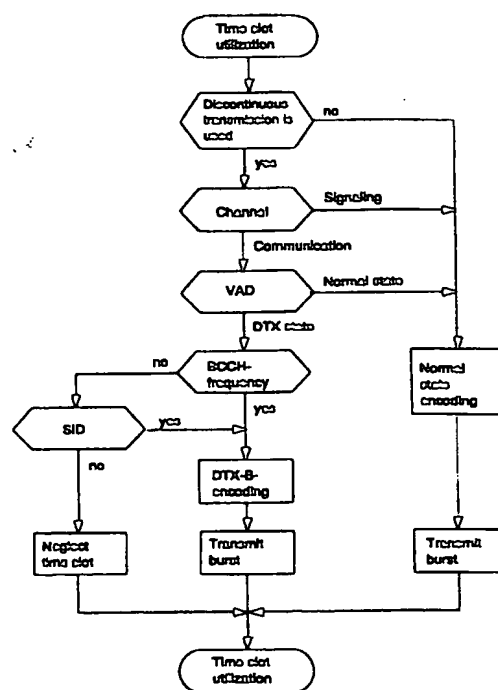 Time slot
utilization
Discontinuous
transmission is
used
no
yes
Channel
Signaling
Communication
VAD
Normal state
DTX state
no
BCCH-
frequency
Normal
state
encoding
SID
yes
yes
no
DTX-B-
encoding
Neglect
time slot
Transmit
burst
Transmit
burst
Time slot
utilization